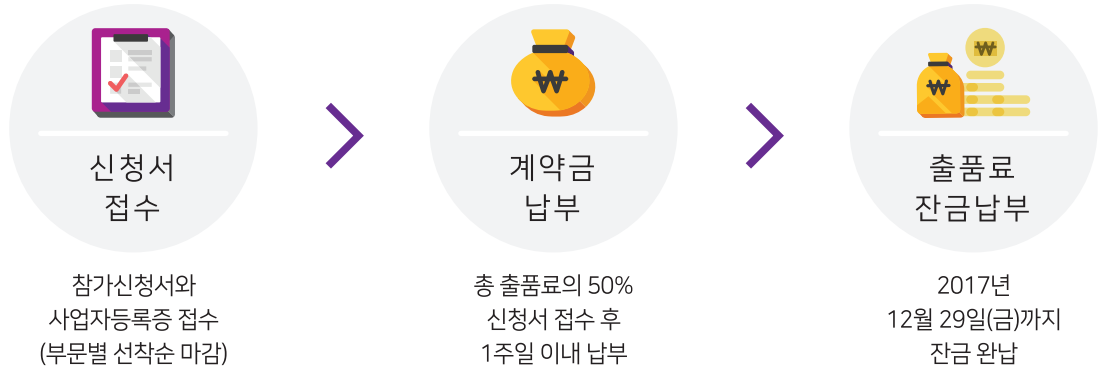 신청서
접수
참가신청서와
사업자등록증 접수
(부문별 선착순 마감)
계약금
납부
총 출품료의 50%
신청서 접수 후
1주일 이내 납부
출품료
잔금납부
2017년
12월 29일(금)까지
잔금 완납